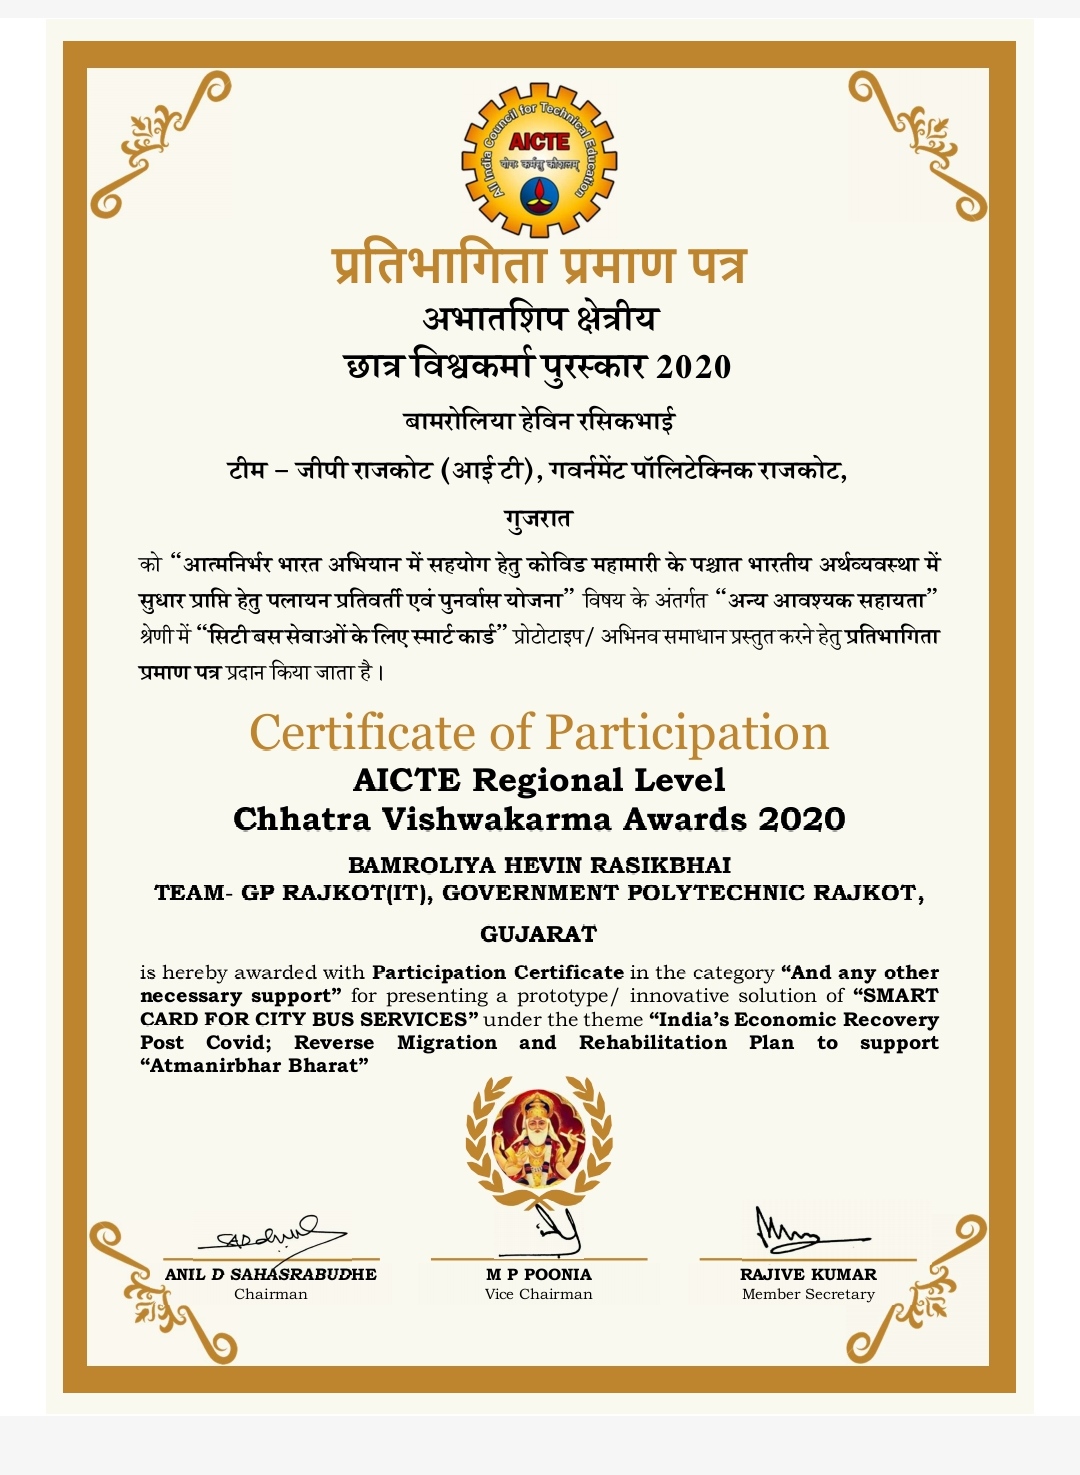 All India Council for Technical Education
AICTE
योगः कर्मसु कौशलम्
प्रतिभागिता प्रमाण पत्र
अभातशिप क्षेत्रीय
छात्र विश्वकर्मा पुरस्कार 2020
बामरोलिया हेविन रसिकभाई
टीम – जीपी राजकोट (आई टी), गवर्नमेंट पॉलिटेक्निक राजकोट,
गुजरात
को “आत्मनिर्भर भारत अभियान में सहयोग हेतु कोविड महामारी के पश्चात भारतीय अर्थव्यवस्था में
सुधार प्राप्ति हेतु पलायन प्रतिवर्ती एवं पुनर्वास योजना” विषय के अंतर्गत “अन्य आवश्यक सहायता”
श्रेणी में “सिटी बस सेवाओं के लिए स्मार्ट कार्ड” प्रोटोटाइप/ अभिनव समाधान प्रस्तुत करने हेतु प्रतिभागिता
प्रमाण पत्र प्रदान किया जाता है ।
Certificate of Participation
AICTE Regional Level
Chhatra Vishwakarma Awards 2020
BAMROLIYA HEVIN RASIKBHAI
TEAM- GP RAJKOT(IT), GOVERNMENT POLYTECHNIC RAJKOT,
GUJARAT
is hereby awarded with Participation Certificate in the category “And any other
necessary support” for presenting a prototype/ innovative solution of “SMART
CARD FOR CITY BUS SERVICES” under the theme “India’s Economic Recovery
Post Covid; Reverse Migration and Rehabilitation Plan to support
“Atmanirbhar Bharat”
ANIL D SAHASRABUDHE
Chairman
M P POONIA
Vice Chairman
RAJIVE KUMAR
Member Secretary